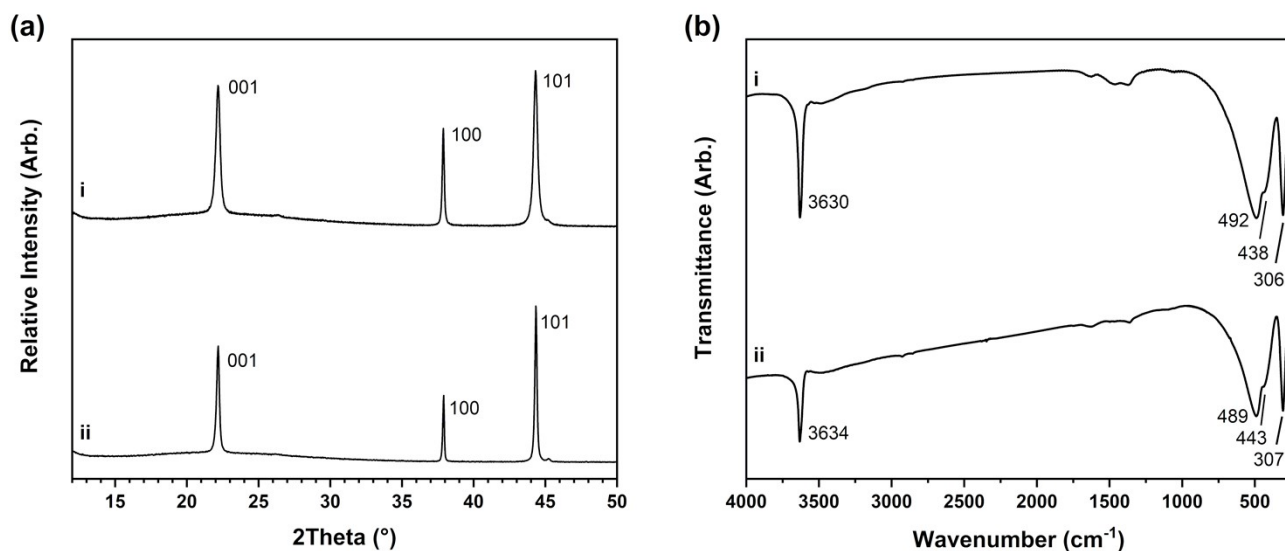 (a)
Relative Intensity (Arb.)
i
001
100
101
ii
001
100
101
15 20 25 30 35 40 45 50
2Theta (°)
(b)
Transmittance (Arb.)
i
3630
492
438
306
ii
3634
489
443
307
4000 3500 3000 2500 2000 1500 1000 500
Wavenumber (cm⁻¹)